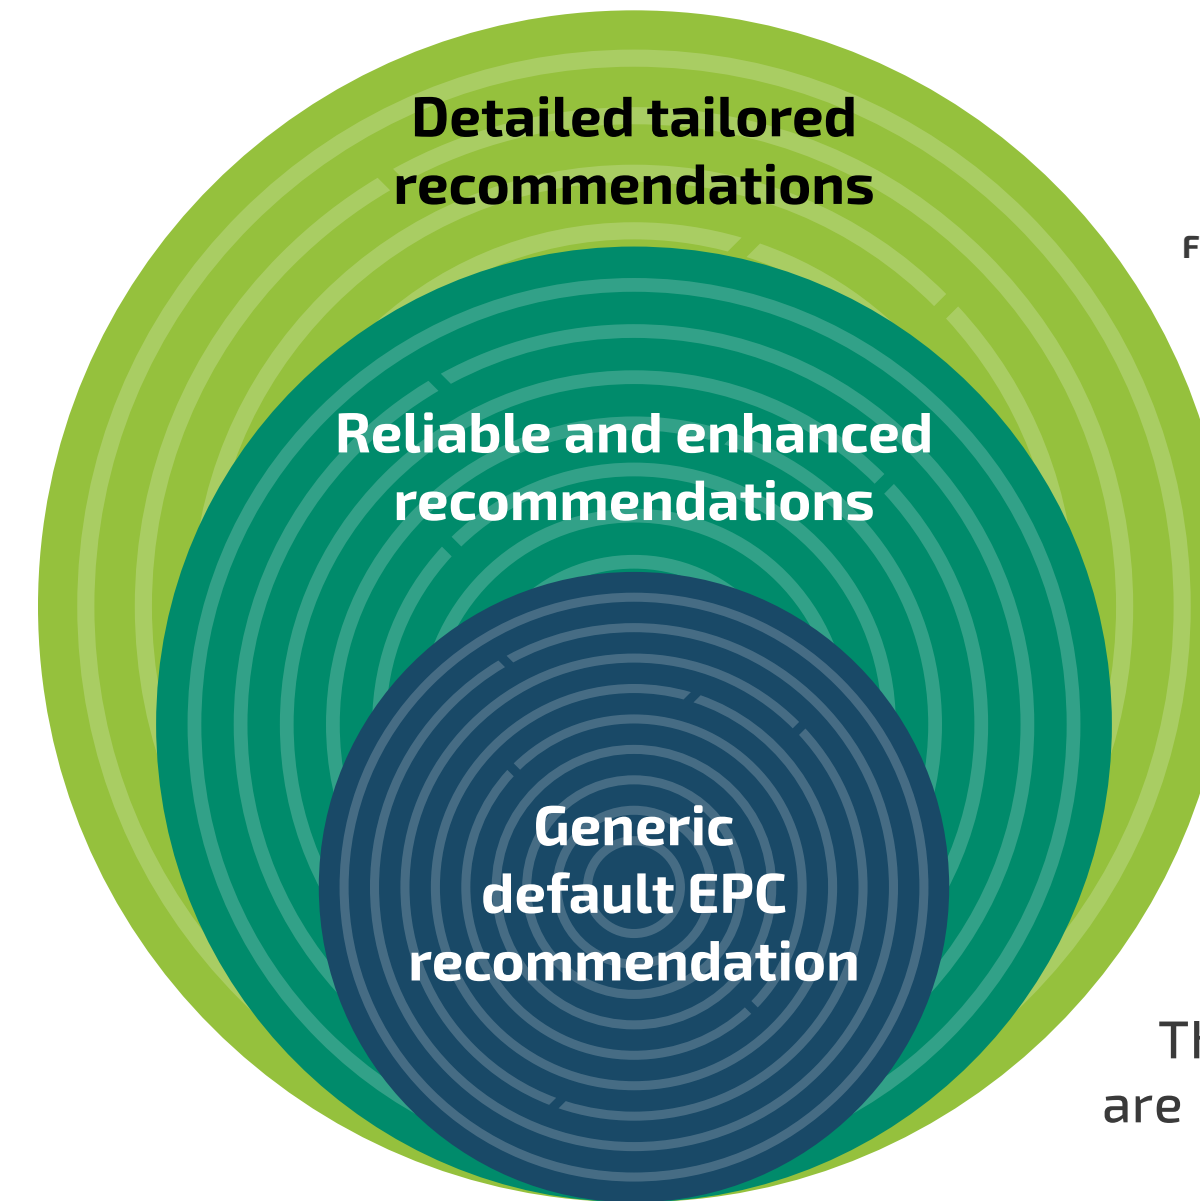 Detailed tailored
recommendations
Reliable and enhanced
recommendations
Generic
default EPC
recommendation
are